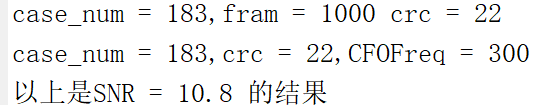 case_num = 183,fram = 1000 crc = 22
case_num = 183,crc = 22,CFOFreq = 300
以上是SNR = 10.8 的结果